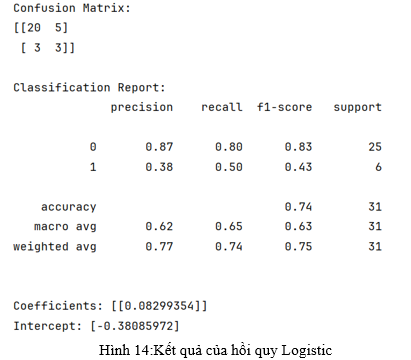 Confusion Matrix:
[[20  5]
 [ 3  3]]
Classification Report:
              precision    recall  f1-score   support
           0       0.87      0.80      0.83        25
           1       0.38      0.50      0.43         6
    accuracy                           0.74        31
   macro avg       0.62      0.65      0.63        31
weighted avg       0.77      0.74      0.75        31
Coefficients: [[0.08299354]]
Intercept: [-0.38085972]
Hình 14:Kết quả của hồi quy Logistic